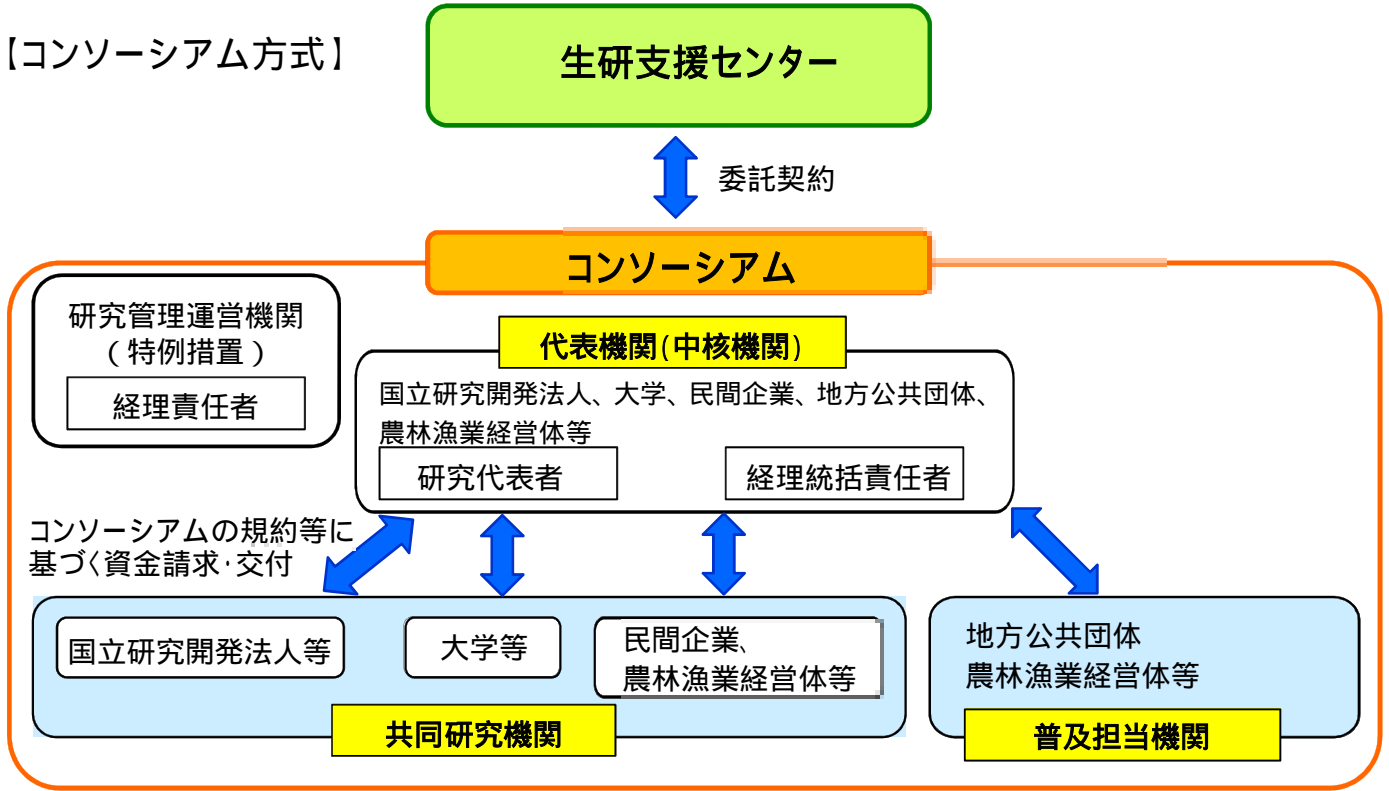 【コンソーシアム方式】
生研支援センター
委託契約
コンソーシアム
研究管理運営機関
(特例措置)
経理責任者
代表機関(中核機関)
国立研究開発法人、大学、民間企業、地方公共団体、
農林漁業経営体等
研究代表者
経理統括責任者
コンソーシアムの規約等に
基づく資金請求・交付
国立研究開発法人等
大学等
民間企業、
農林漁業経営体等
共同研究機関
地方公共団体
農林漁業経営体等
普及担当機関